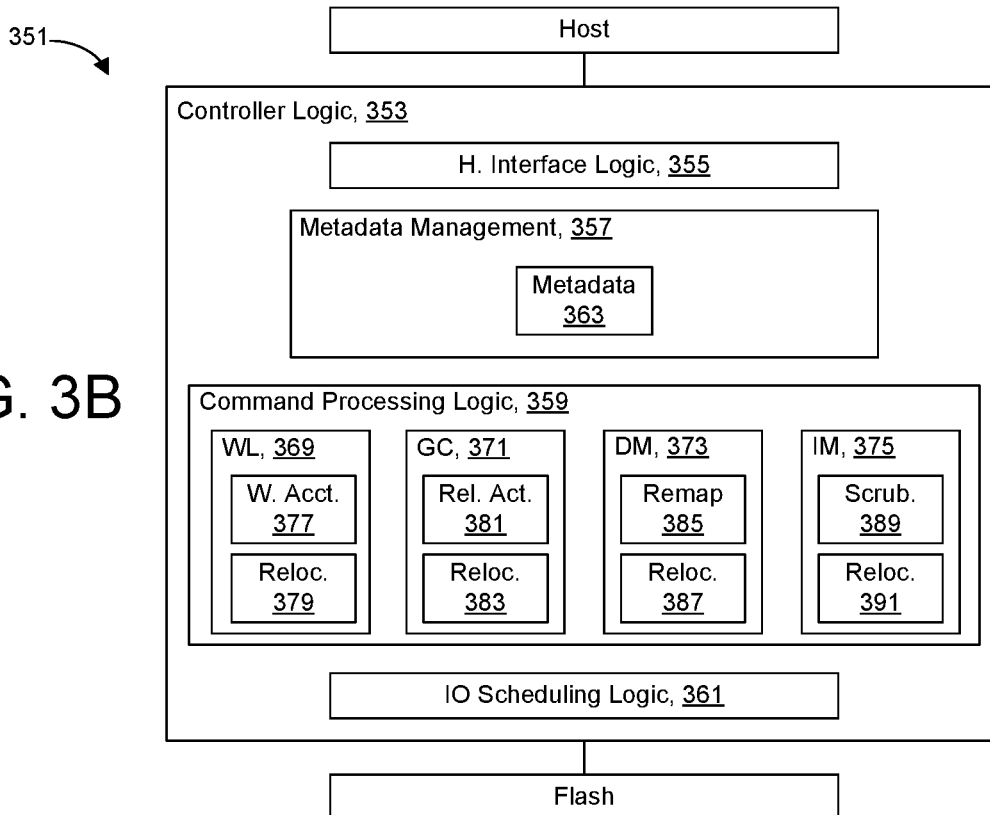 Host
351
Controller Logic, 353
H. Interface Logic, 355
Metadata Management, 357
Metadata
363
G. 3B
Command Processing Logic, 359
WL, 369
GC, 371
DM, 373
IM, 375
W. Acct.
377
Rel. Act.
381
Remap
385
Scrub.
389
Reloc.
379
Reloc.
383
Reloc.
387
Reloc.
391
IO Scheduling Logic, 361
Flash